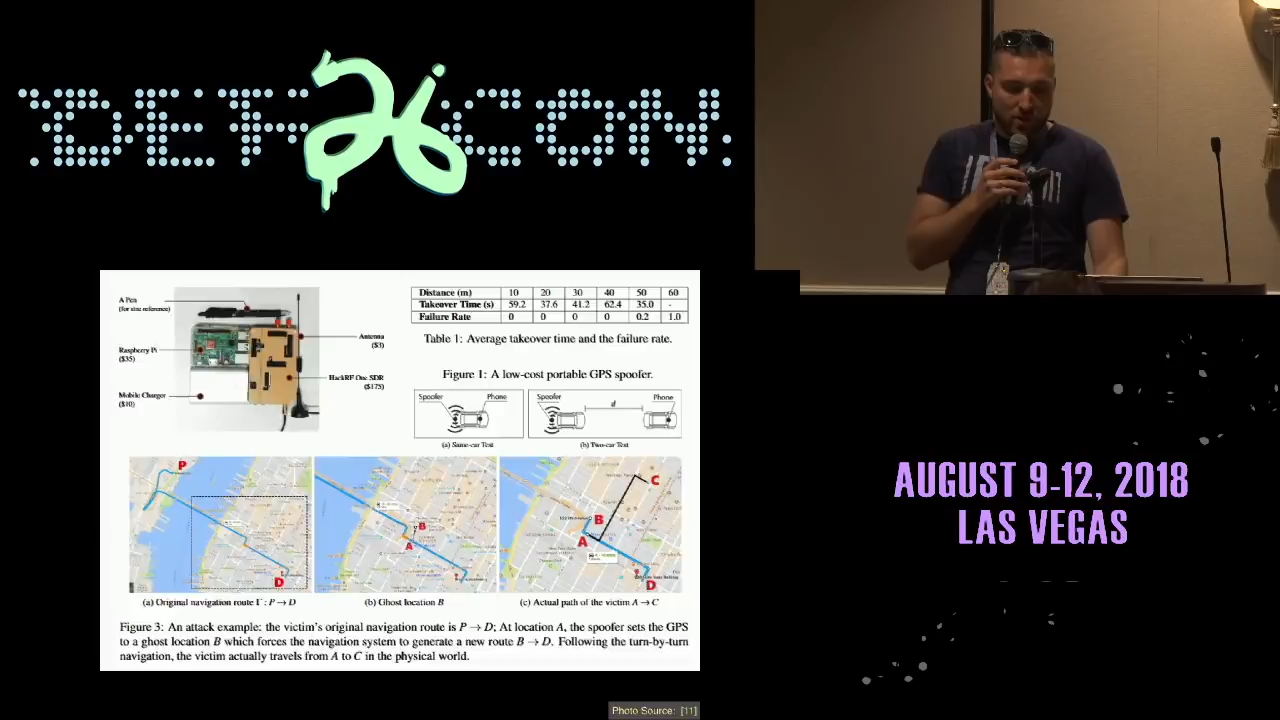 DEF CON
26
A Pen
(for size reference)
Raspberry Pi
($35)
Mobile Charger
($10)
Antenna
($3)
HackRF One SDR
($175)
Distance (m) 10 20 30 40 50 60
Takeover Time (s) 59.2 37.6 41.2 62.4 35.0 -
Failure Rate 0 0 0 0 0.2 1.0
Table 1: Average takeover time and the failure rate.
Figure 1: A low-cost portable GPS spoofer.
Spoofer Phone
(a) Same-car Test
Spoofer d Phone
(b) Two-car Test
P
D
(a) Original navigation route Γ: P → D
B
A
(b) Ghost location B
C
B
A
D
(c) Actual path of the victim A → C
Figure 3: An attack example: the victim's original navigation route is P → D; At location A, the spoofer sets the GPS
to a ghost location B which forces the navigation system to generate a new route B → D. Following the turn-by-turn
navigation, the victim actually travels from A to C in the physical world.
Photo Source: [11]
AUGUST 9-12, 2018
LAS VEGAS